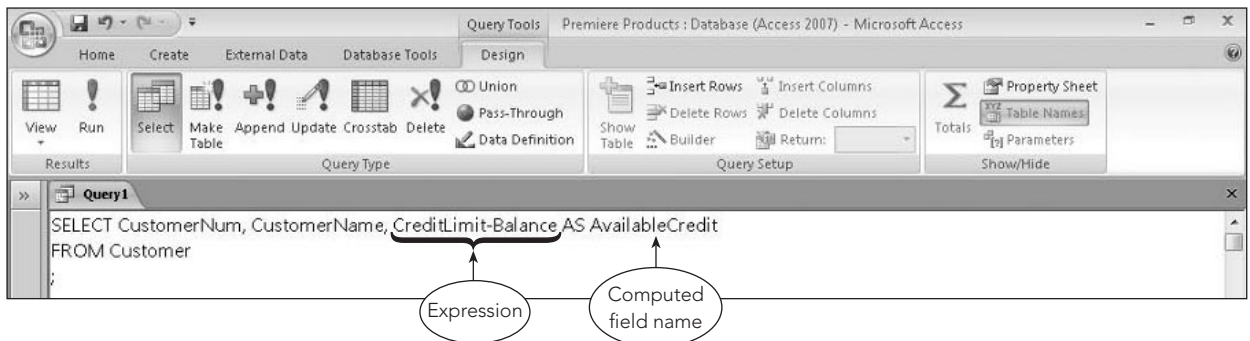 Query Tools Premiere Products : Database (Access 2007) - Microsoft Access
Home Create External Data Database Tools Design
View Run Select Make Table Append Update Crosstab Delete
Union
Pass-Through
Data Definition
Show Table
Insert Rows
Delete Rows
Builder
Insert Columns
Delete Columns
Return:
Totals
Property Sheet
XYZ Table Names
[?] Parameters
Results Query Type Query Setup Show/Hide
Query1
SELECT CustomerNum, CustomerName, CreditLimit-Balance AS AvailableCredit
FROM Customer
;
Expression
Computed
field name